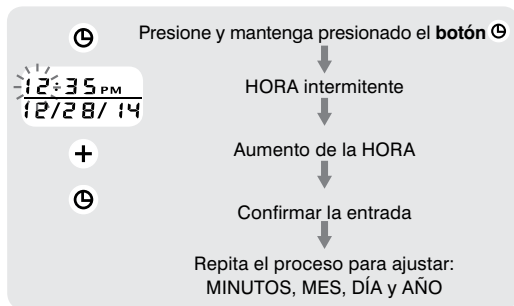 Presione y mantenga presionado el botón
12:35 PM
12/28/14
HORA intermitente
+
Aumento de la HORA
Confirmar la entrada
Repita el proceso para ajustar:
MINUTOS, MES, DÍA y AÑO